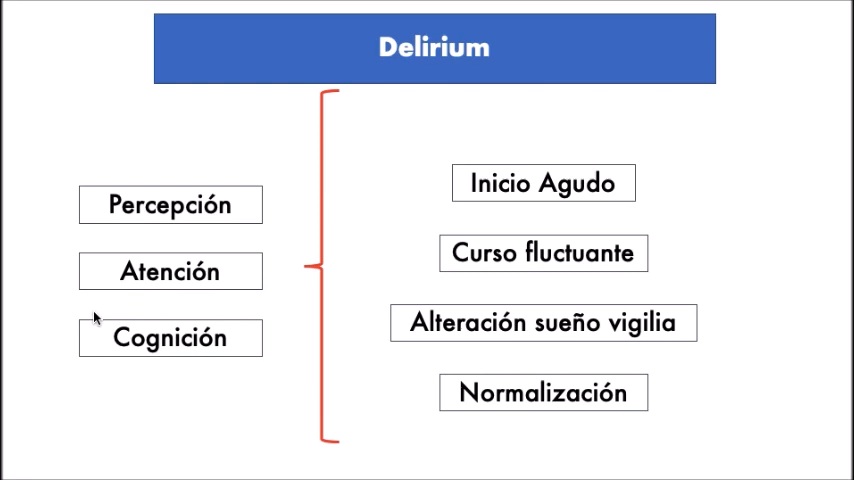 Delirium
Percepción
Atención
Cognición
Inicio Agudo
Curso fluctuante
Alteración sueño vigilia
Normalización